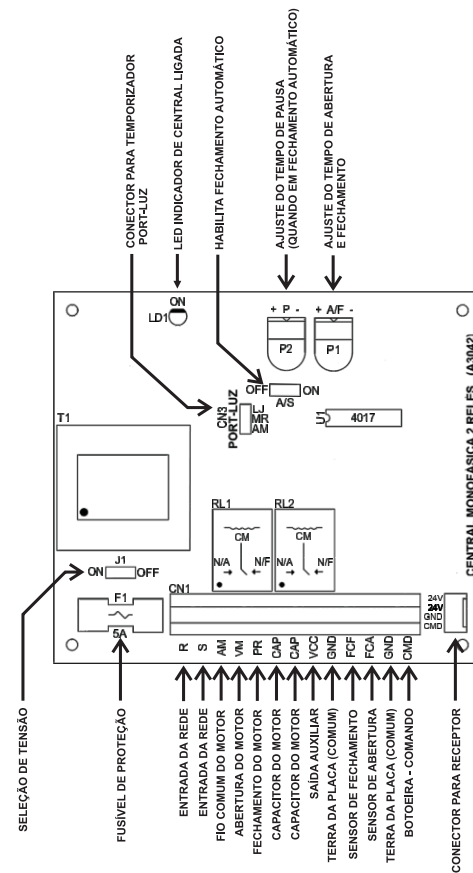 SELEÇÃO DE TENSÃO
FUSÍVEL DE PROTEÇÃO
CONECTOR PARA TEMPORIZADOR
PORT-LUZ
LED INDICADOR DE CENTRAL LIGADA
HABILITA FECHAMENTO AUTOMÁTICO
AJUSTE DO TEMPO DE PAUSA
(QUANDO EM FECHAMENTO AUTOMÁTICO)
AJUSTE DO TEMPO DE ABERTURA
E FECHAMENTO
T1
ON
LD1
J1
ON OFF
F1
5A
CN3
PORT-LUZ
LJ
MR
AM
OFF ON
A/S
+ P -
P2
+ A/F -
P1
U1
4017
RL1
CM
N/A N/F
RL2
CM
N/A N/F
CN1
R
S
AM
VM
PR
CAP
CAP
VCC
GND
FCF
FCA
GND
CMD
24V
24V
GND
CMD
CENTRAL MONOFÁSICA 2 RELÉS (A3042)
ENTRADA DA REDE
ENTRADA DA REDE
FIO COMUM DO MOTOR
ABERTURA DO MOTOR
FECHAMENTO DO MOTOR
CAPACITOR DO MOTOR
CAPACITOR DO MOTOR
SAÍDA AUXILIAR
TERRA DA PLACA (COMUM)
SENSOR DE FECHAMENTO
SENSOR DE ABERTURA
TERRA DA PLACA (COMUM)
BOTOEIRA - COMANDO
CONECTOR PARA RECEPTOR